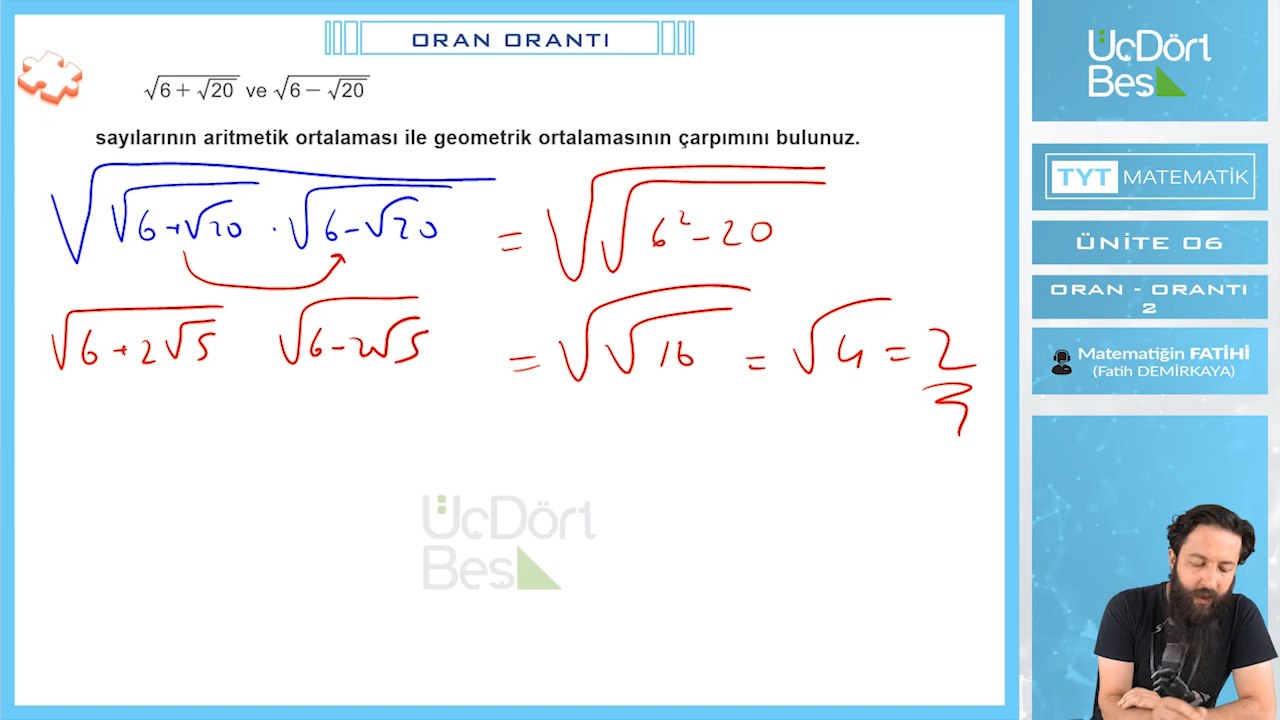 ORAN ORANTI
√6 + √20 ve √6 − √20
sayılarının aritmetik ortalaması ile geometrik ortalamasının çarpımını bulunuz.
√(√(6+√20) · √(6−√20)) = √√(6² − 20)
√(6+2√5) √(6−2√5) = √√16 = √4 = 2
ÜçDört
Beş
ÜçDört
Beş
TYT MATEMATİK
ÜNİTE 06
ORAN - ORANTI
2
Matematiğin FATİHİ
(Fatih DEMİRKAYA)